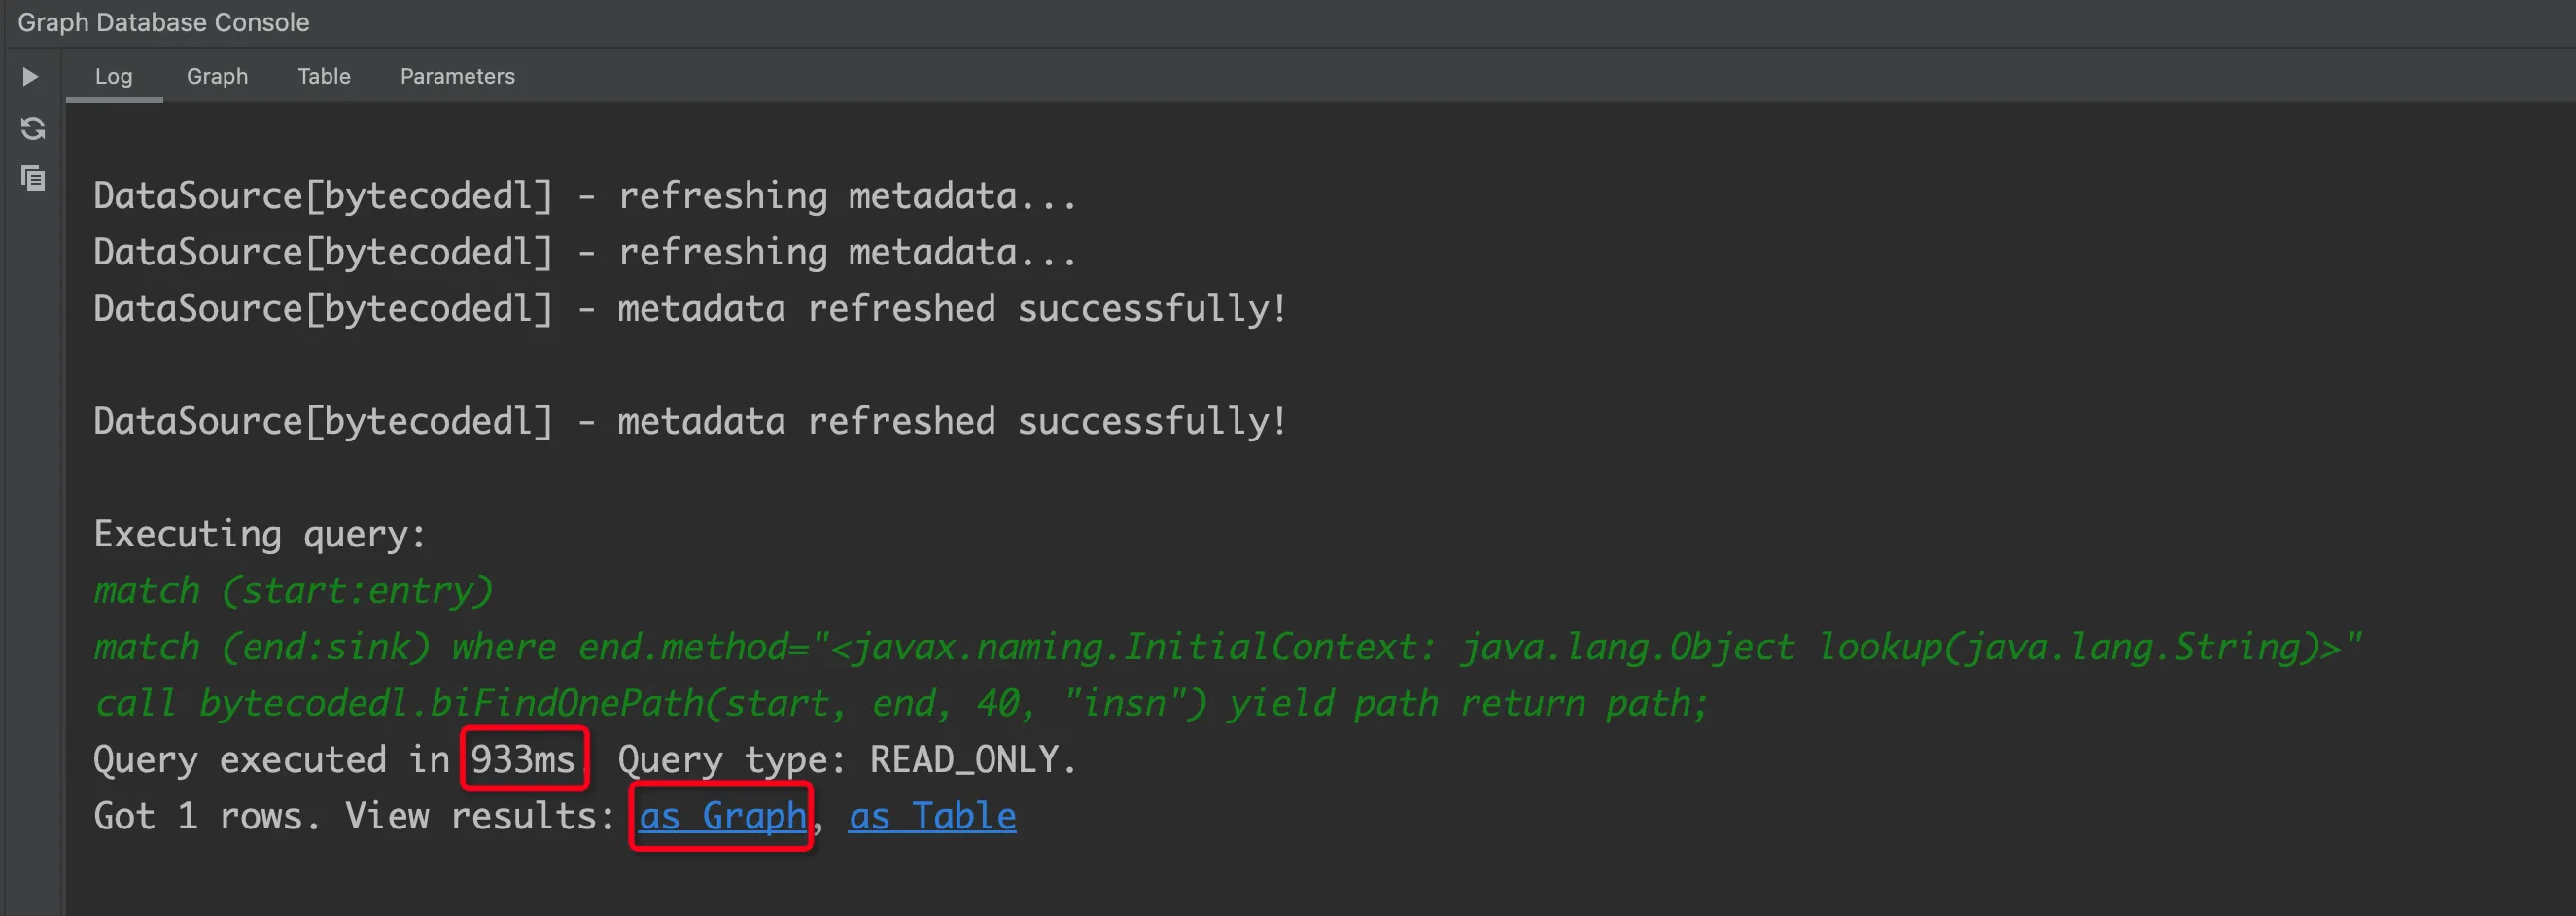 Graph Database Console
Log Graph Table Parameters
DataSource[bytecodedl] - refreshing metadata...
DataSource[bytecodedl] - refreshing metadata...
DataSource[bytecodedl] - metadata refreshed successfully!
DataSource[bytecodedl] - metadata refreshed successfully!
Executing query:
match (start:entry)
match (end:sink) where end.method="<javax.naming.InitialContext: java.lang.Object lookup(java.lang.String)>"
call bytecodedl.biFindOnePath(start, end, 40, "insn") yield path return path;
Query executed in 933ms. Query type: READ_ONLY.
Got 1 rows. View results: as Graph, as Table